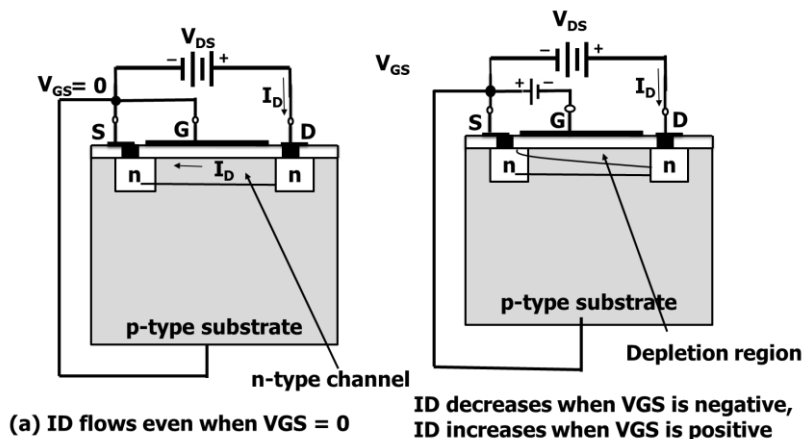 V_DS
− +
V_GS = 0
I_D
S G D
n I_D n
p-type substrate
n-type channel
(a) ID flows even when VGS = 0
V_DS
− +
V_GS
+ −
I_D
S G D
n n
p-type substrate
Depletion region
ID decreases when VGS is negative,
ID increases when VGS is positive